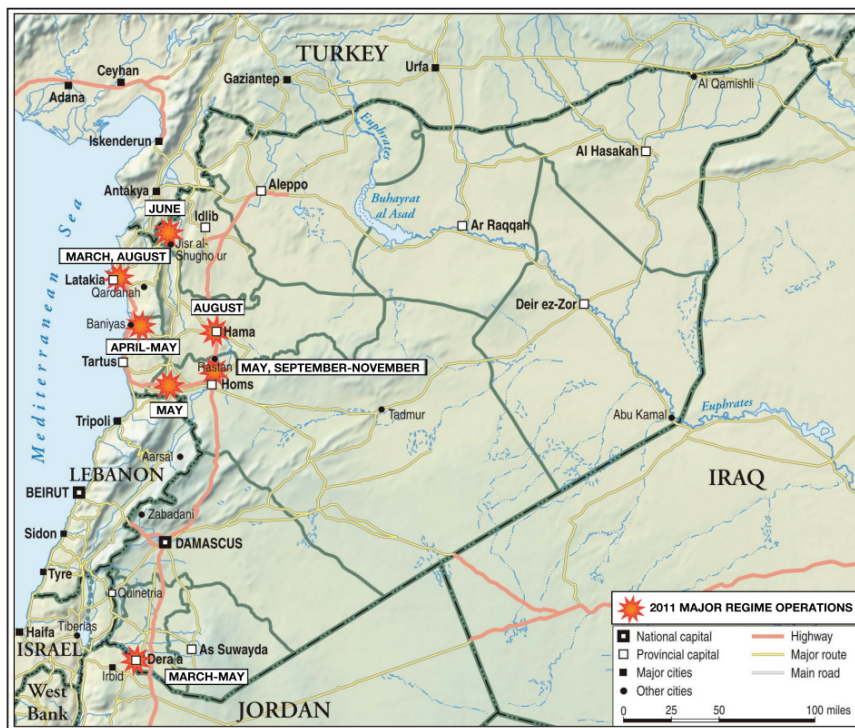 TURKEY
Ceyhan
Adana
Gaziantep
Urfa
Al Qamishli
Iskenderun
Euphrates
Al Hasakah
Antakya
Aleppo
JUNE
Idlib
Buhayrat
al Asad
Ar Raqqah
Jisr al-
Shugho ur
MARCH, AUGUST
Latakia
Qardahah
Mediterranean Sea
AUGUST
Deir ez-Zor
Baniyas
Hama
APRIL-MAY
Tartus
Rastan
MAY, SEPTEMBER-NOVEMBER
Homs
MAY
Tadmur
Abu Kamal
Euphrates
Tripoli
Aarsal
LEBANON
IRAQ
BEIRUT
Zabadani
Sidon
DAMASCUS
Tyre
Quinetria
Haifa
Tiberias
ISRAEL
As Suwayda
Dera'a
Irbid
MARCH-MAY
West
Bank
JORDAN
2011 MAJOR REGIME OPERATIONS
National capital
Provincial capital
Major cities
Other cities
Highway
Major route
Main road
0 25 50 100 miles